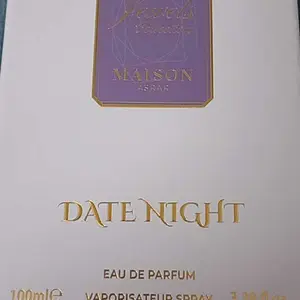 MAISON
ASRAR
DATE NIGHT
EAU DE PARFUM
100ml℮ VAPORISATEUR SPRAY